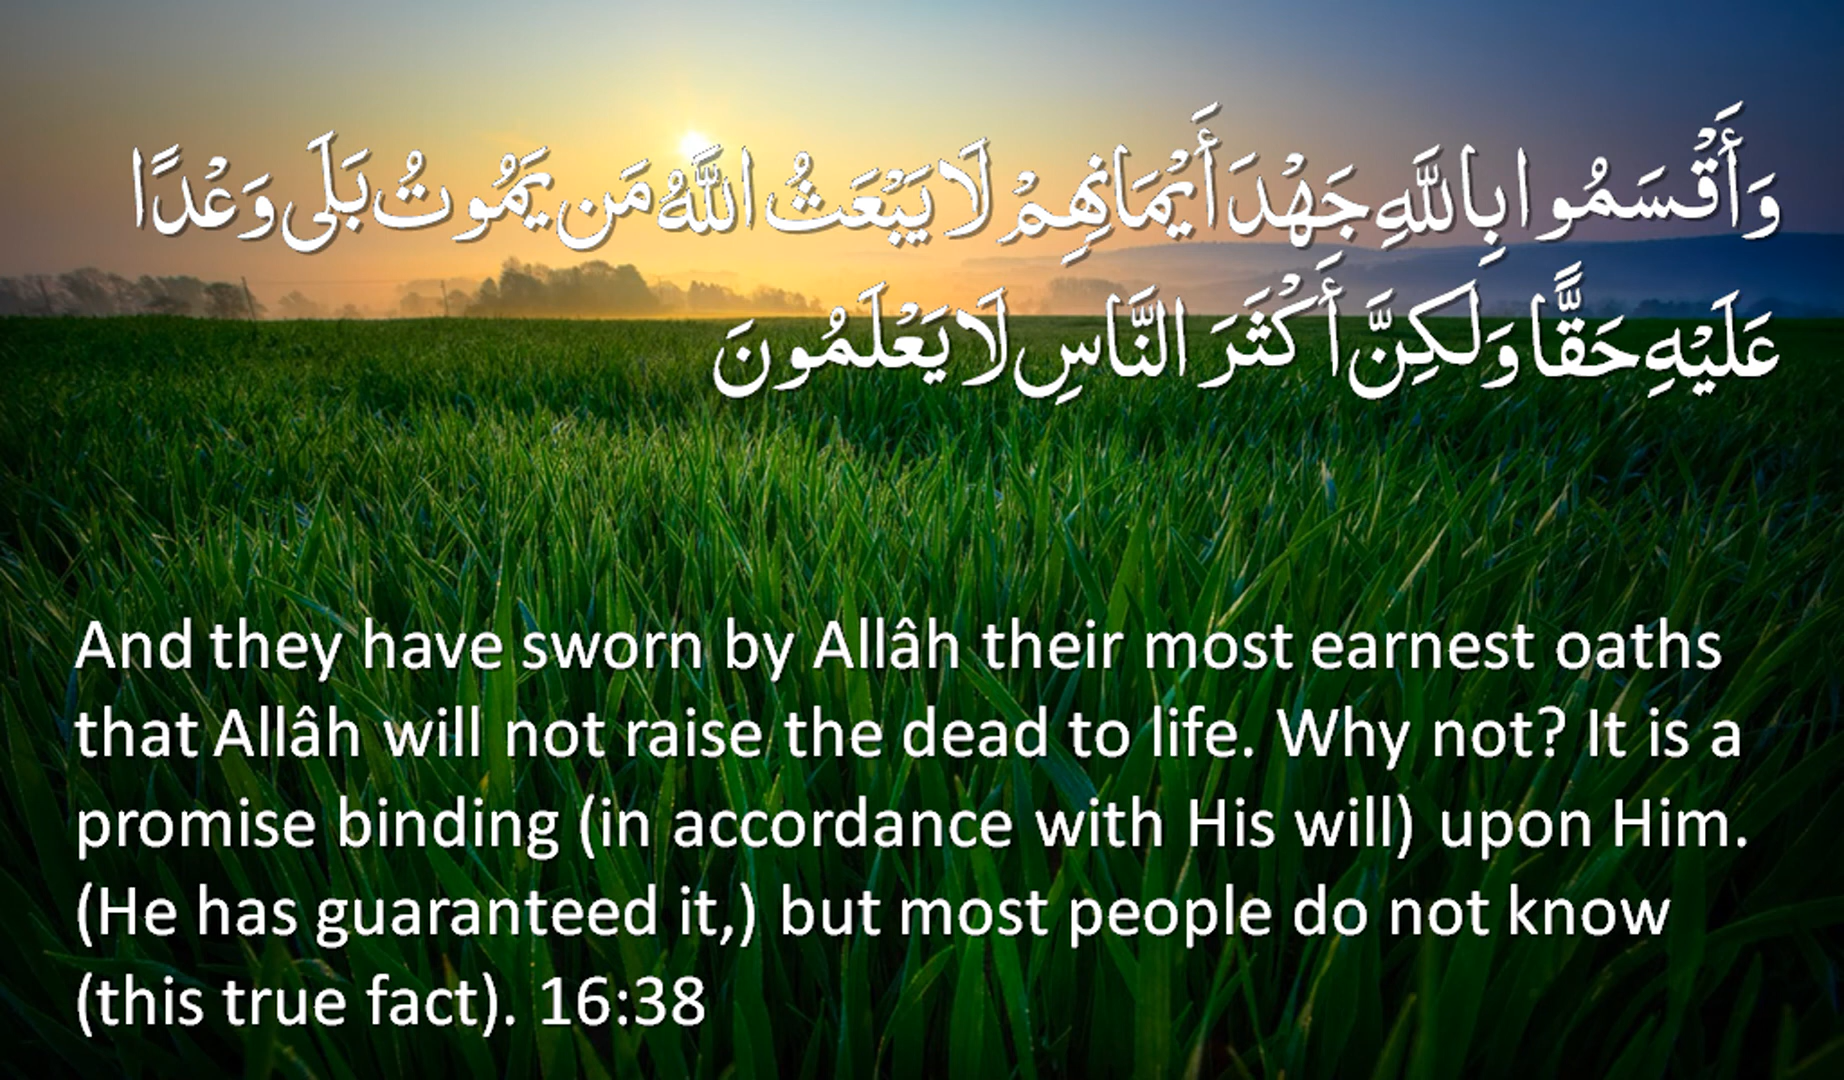 وَأَقْسَمُوا بِاللَّهِ جَهْدَ أَيْمَانِهِمْ لَا يَبْعَثُ اللَّهُ مَن يَمُوتُ بَلَى وَعْدًا
عَلَيْهِ حَقًّا وَلَكِنَّ أَكْثَرَ النَّاسِ لَا يَعْلَمُونَ
And they have sworn by Allâh their most earnest oaths
that Allâh will not raise the dead to life. Why not? It is a
promise binding (in accordance with His will) upon Him.
(He has guaranteed it,) but most people do not know
(this true fact). 16:38